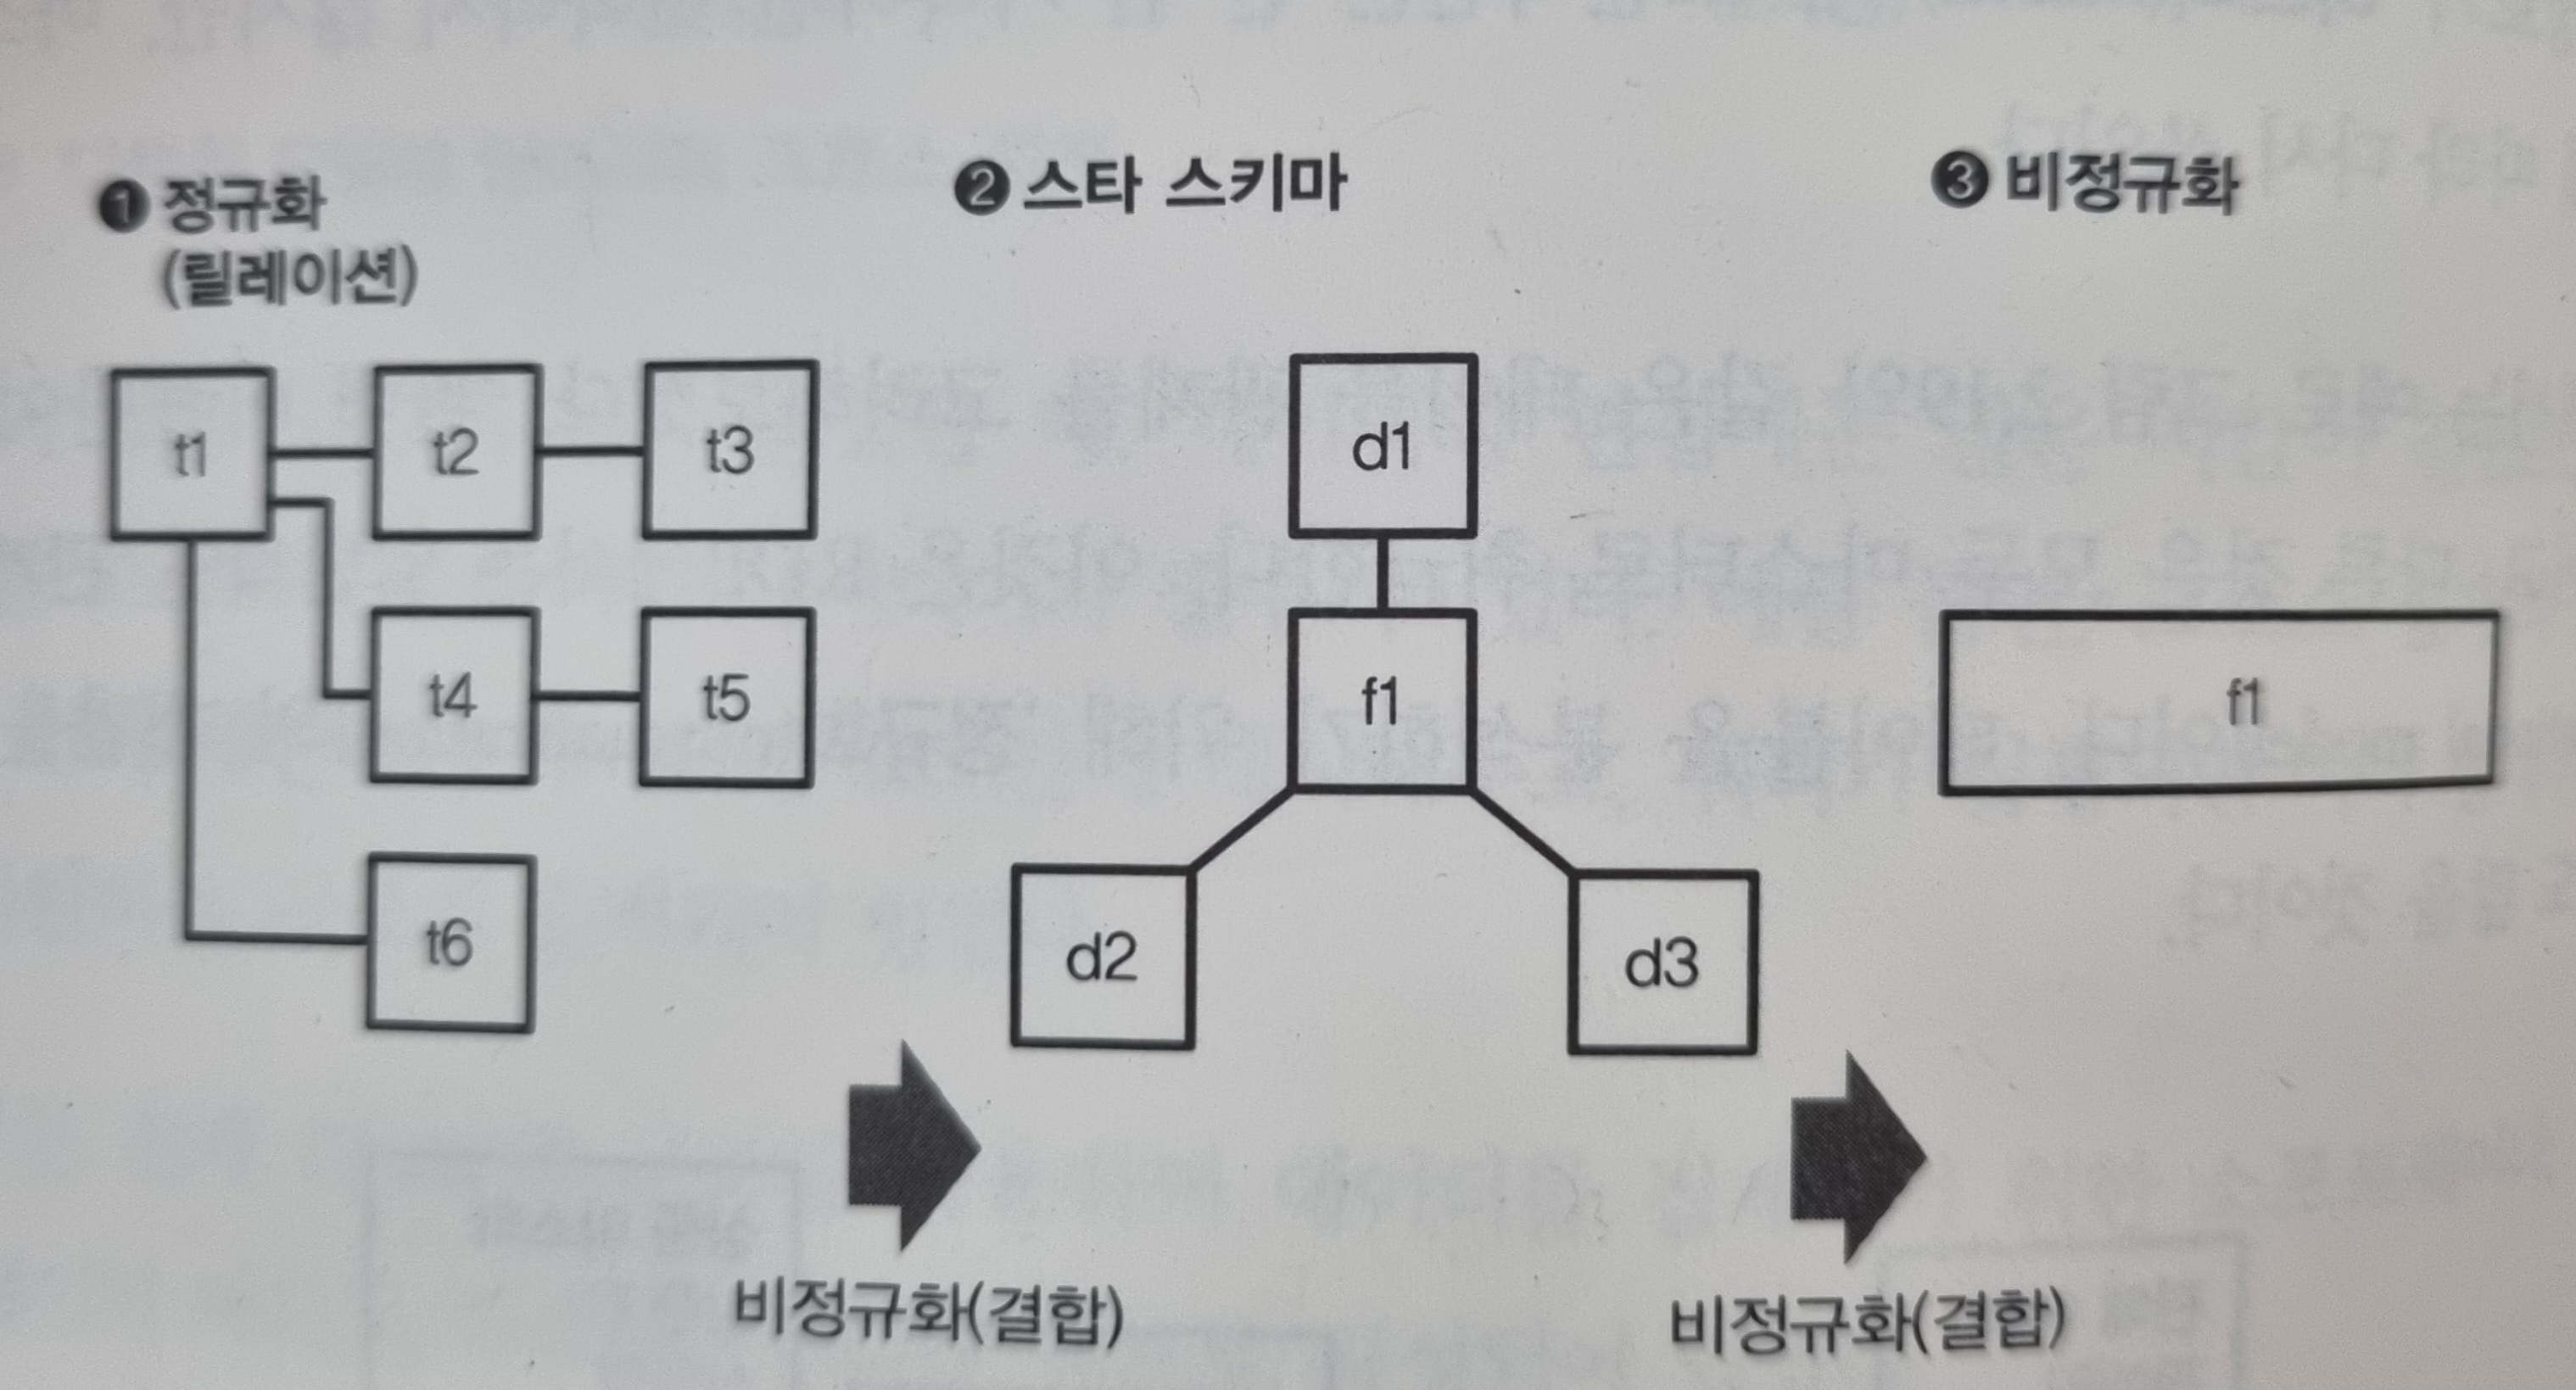 ❶ 정규화
(릴레이션)
t1
t2
t3
t4
t5
t6
❷ 스타 스키마
d1
f1
d2
d3
❸ 비정규화
f1
비정규화(결합)
비정규화(결합)